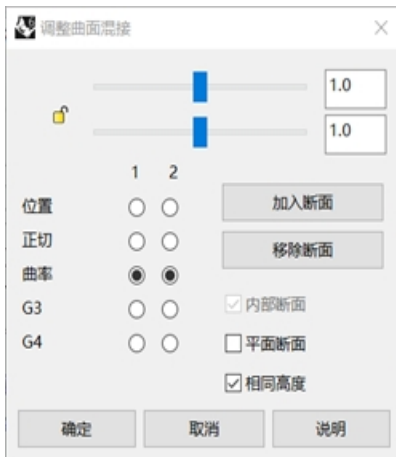 调整曲面混接
1.0
1.0
1 2
位置
正切
曲率
G3
G4
加入断面
移除断面
内部断面
平面断面
相同高度
确定 取消 说明